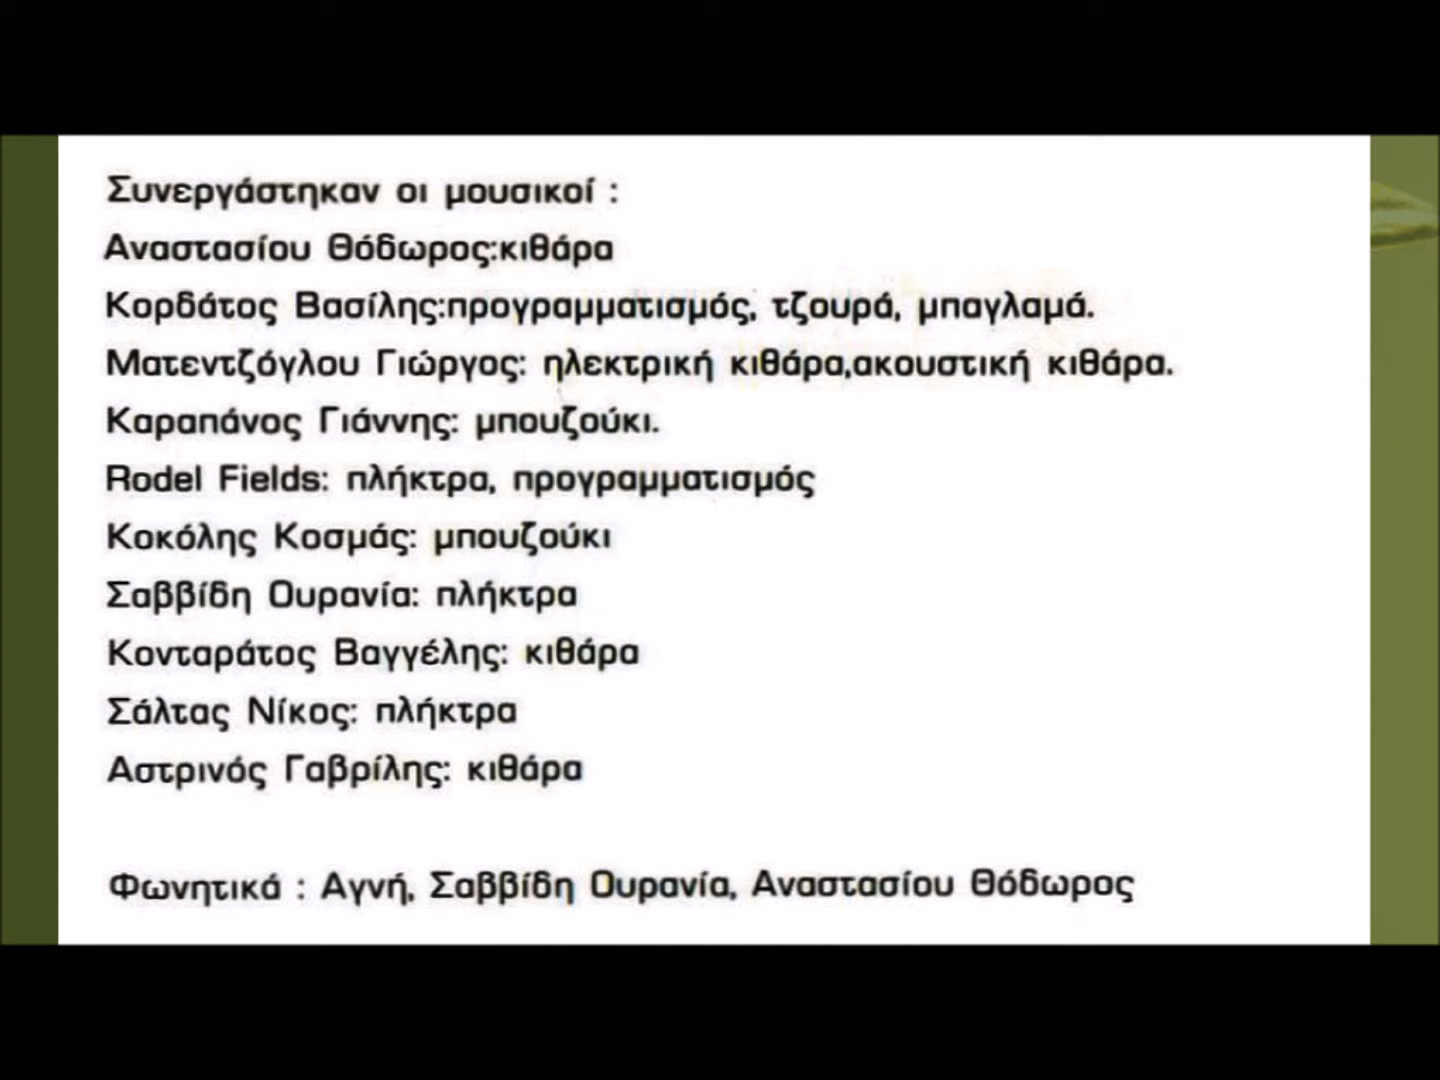 Συνεργάστηκαν οι μουσικοί :
Αναστασίου Θόδωρος:κιθάρα
Κορδάτος Βασίλης:προγραμματισμός, τζουρά, μπαγλαμά.
Ματεντζόγλου Γιώργος: ηλεκτρική κιθάρα,ακουστική κιθάρα.
Καραπάνος Γιάννης: μπουζούκι.
Rodel Fields: πλήκτρα, προγραμματισμός
Κοκόλης Κοσμάς: μπουζούκι
Σαββίδη Ουρανία: πλήκτρα
Κονταράτος Βαγγέλης: κιθάρα
Σάλτας Νίκος: πλήκτρα
Αστρινός Γαβρίλης: κιθάρα
Φωνητικά : Αγνή, Σαββίδη Ουρανία, Αναστασίου Θόδωρος